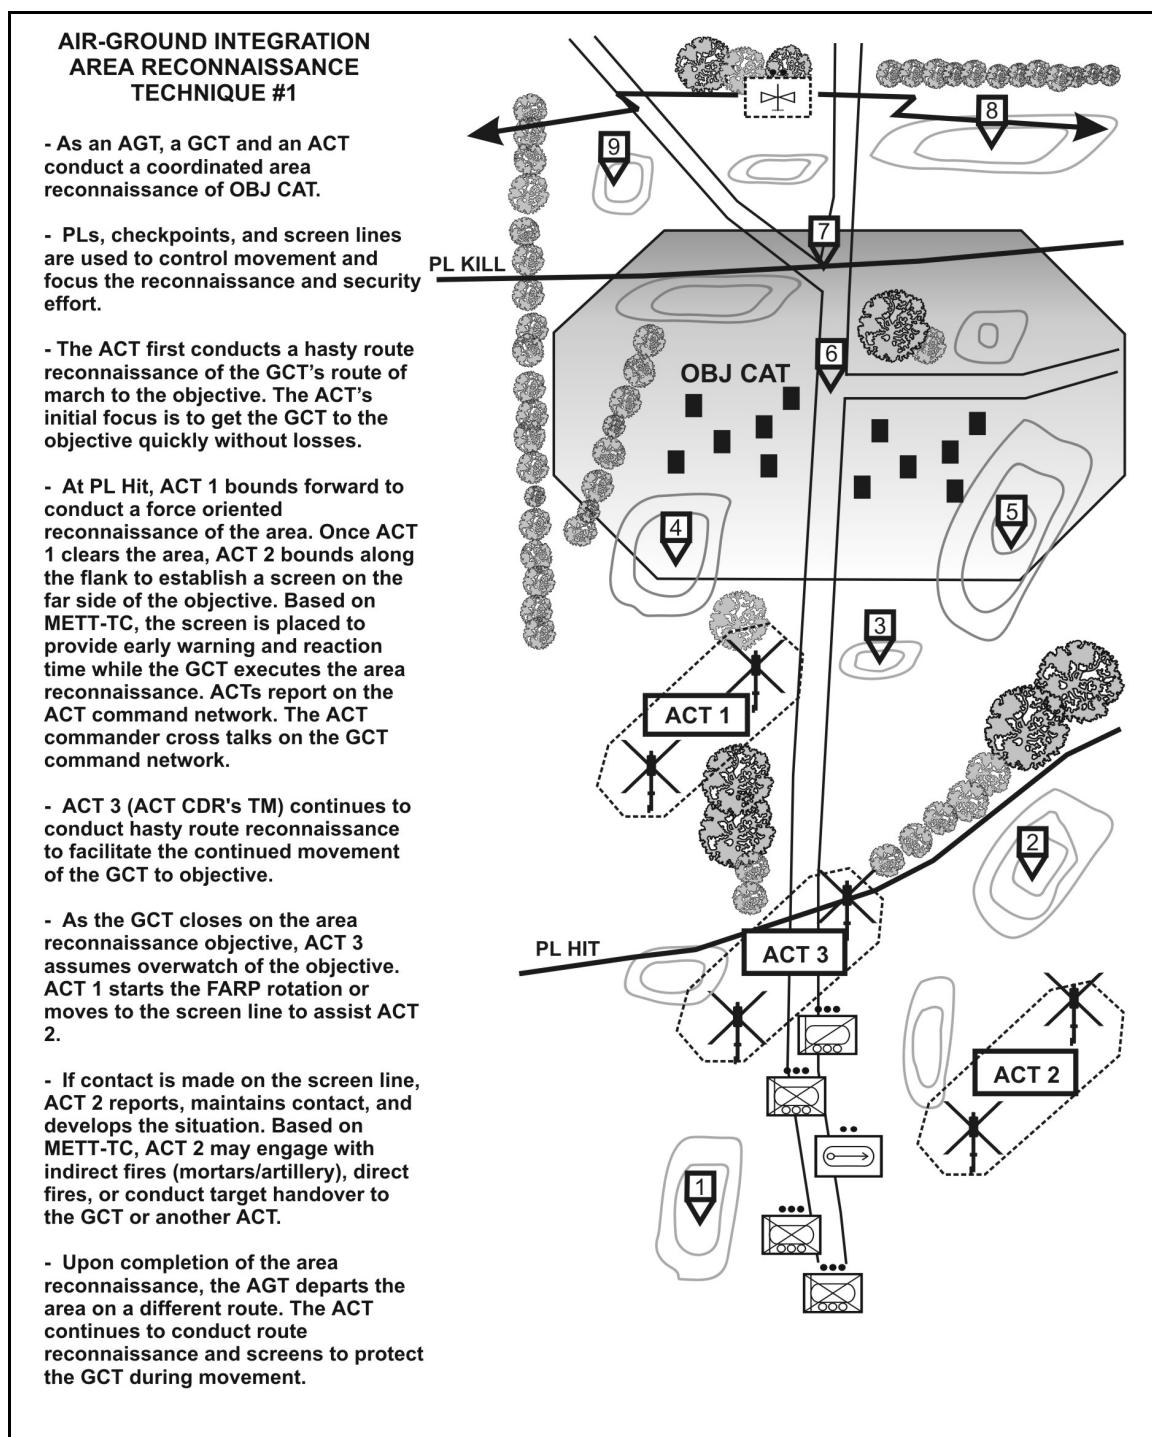 AIR-GROUND INTEGRATION
AREA RECONNAISSANCE
TECHNIQUE #1
- As an AGT, a GCT and an ACT
conduct a coordinated area
reconnaissance of OBJ CAT.
- PLs, checkpoints, and screen lines
are used to control movement and
focus the reconnaissance and security
effort.
- The ACT first conducts a hasty route
reconnaissance of the GCT's route of
march to the objective. The ACT's
initial focus is to get the GCT to the
objective quickly without losses.
- At PL Hit, ACT 1 bounds forward to
conduct a force oriented
reconnaissance of the area. Once ACT
1 clears the area, ACT 2 bounds along
the flank to establish a screen on the
far side of the objective. Based on
METT-TC, the screen is placed to
provide early warning and reaction
time while the GCT executes the area
reconnaissance. ACTs report on the
ACT command network. The ACT
commander cross talks on the GCT
command network.
- ACT 3 (ACT CDR's TM) continues to
conduct hasty route reconnaissance
to facilitate the continued movement
of the GCT to objective.
- As the GCT closes on the area
reconnaissance objective, ACT 3
assumes overwatch of the objective.
ACT 1 starts the FARP rotation or
moves to the screen line to assist ACT
2.
- If contact is made on the screen line,
ACT 2 reports, maintains contact, and
develops the situation. Based on
METT-TC, ACT 2 may engage with
indirect fires (mortars/artillery), direct
fires, or conduct target handover to
the GCT or another ACT.
- Upon completion of the area
reconnaissance, the AGT departs the
area on a different route. The ACT
continues to conduct route
reconnaissance and screens to protect
the GCT during movement.
8
9
7
PL KILL
6
OBJ CAT
5
4
3
ACT 1
2
PL HIT
ACT 3
ACT 2
1